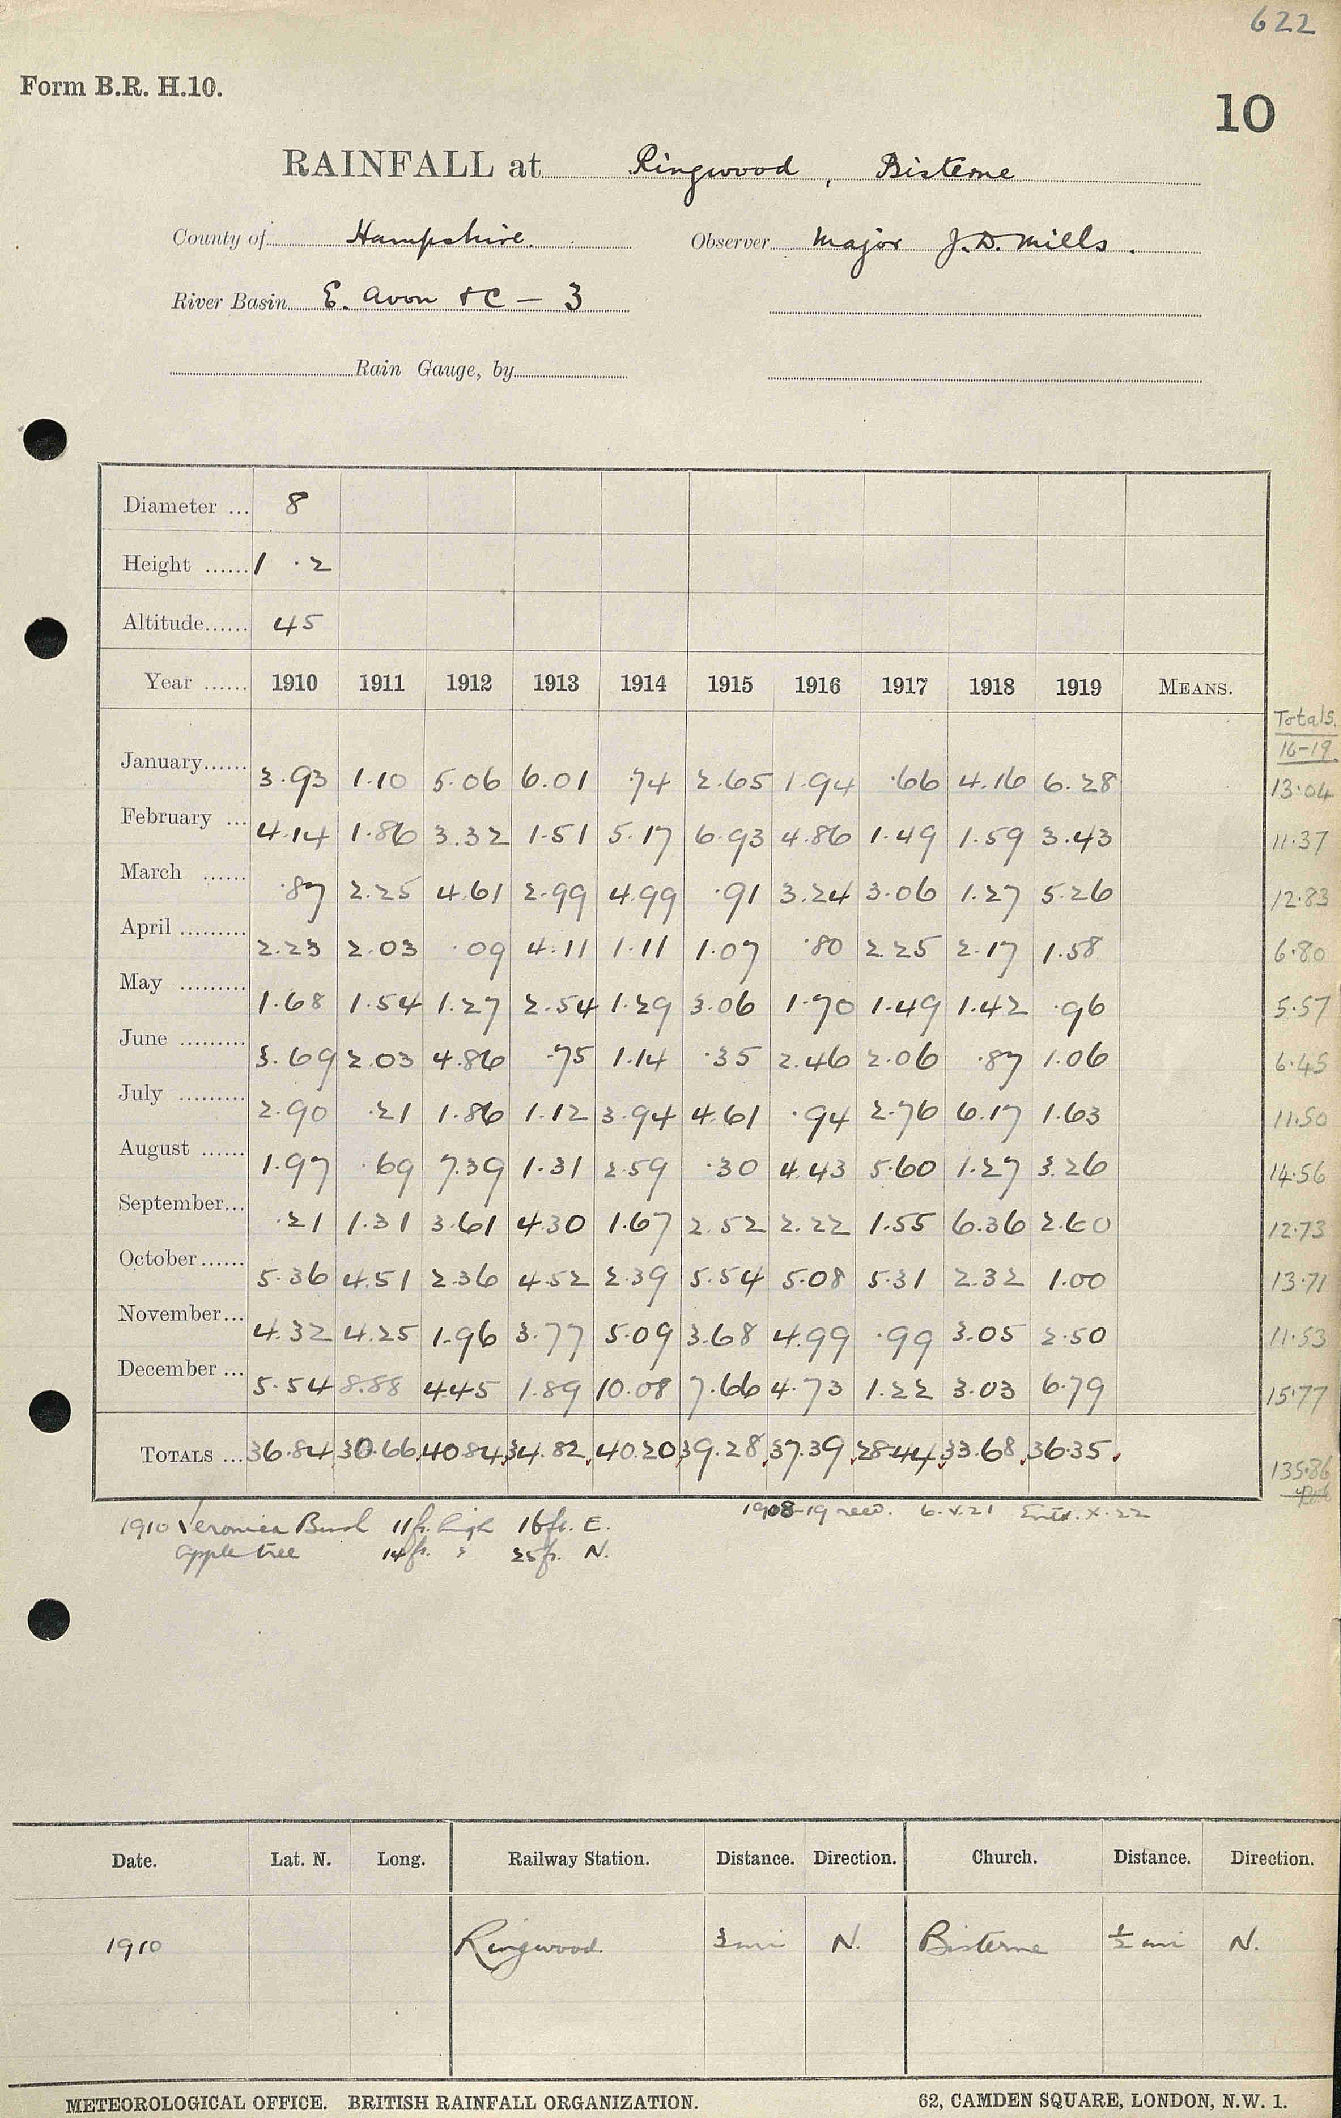 622
Form B.R. H.10.
10
RAINFALL at Ringwood, Bisterne
County of Hampshire. Observer Major J.D. Mills.
River Basin E. Avon &C - 3
Rain Gauge, by
Diameter ... 8
Height ...... 1 .2
Altitude...... 45
Year ...... 1910 1911 1912 1913 1914 1915 1916 1917 1918 1919 MEANS.
Totals.
16-19
January...... 3.93 1.10 5.06 6.01 .74 2.65 1.94 .66 4.16 6.28 13.04
February ... 4.14 1.86 3.32 1.51 5.17 6.93 4.86 1.49 1.59 3.43 11.37
March ...... .87 2.25 4.61 2.99 4.99 .91 3.24 3.06 1.27 5.26 12.83
April ......... 2.23 2.03 .09 4.11 1.11 1.07 .80 2.25 2.17 1.58 6.80
May ......... 1.68 1.54 1.27 2.54 1.29 3.06 1.70 1.49 1.42 .96 5.57
June ......... 3.69 2.03 4.86 .75 1.14 .35 2.46 2.06 .87 1.06 6.45
July ......... 2.90 .21 1.86 1.12 3.94 4.61 .94 2.76 6.17 1.63 11.50
August ...... 1.97 .69 7.39 1.31 2.59 .30 4.43 5.60 1.27 3.26 14.56
September... .21 1.31 3.61 4.30 1.67 2.52 2.22 1.55 6.36 2.60 12.73
October...... 5.36 4.51 2.36 4.52 2.39 5.54 5.08 5.31 2.32 1.00 13.71
November... 4.32 4.25 1.96 3.77 5.09 3.68 4.99 .99 3.05 2.50 11.53
December ... 5.54 8.88 4.45 1.89 10.08 7.66 4.73 1.22 3.03 6.79 15.77
TOTALS ... 36.84 30.66 40.84 34.82 40.20 39.28 37.39 28.44 33.68 36.35 135.86
1910 Veronica Bush 11ft. high 16ft. E. 1908-19 recd. 6.V.21 Entd. X.22
apple tree 14ft. " 25ft. N.
Date. Lat. N. Long. Railway Station. Distance. Direction. Church. Distance. Direction.
1910 Ringwood. 3 mi N. Bisterne ½ mi N.
METEOROLOGICAL OFFICE. BRITISH RAINFALL ORGANIZATION. 62, CAMDEN SQUARE, LONDON, N.W. 1.